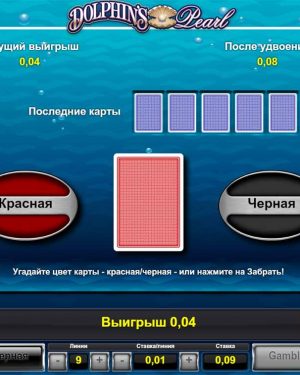 DOLPHIN'S Pearl
ущий выигрыш
После удвоени
0,04
0,08
Последние карты
Красная
Черная
Угадайте цвет карты - красная/черная - или нажмите на Забрать!
Выигрыш 0,04
Линии
Ставка/линия
Ставка
ерная
- 9 +
- 0,01 +
0,09
Gambl